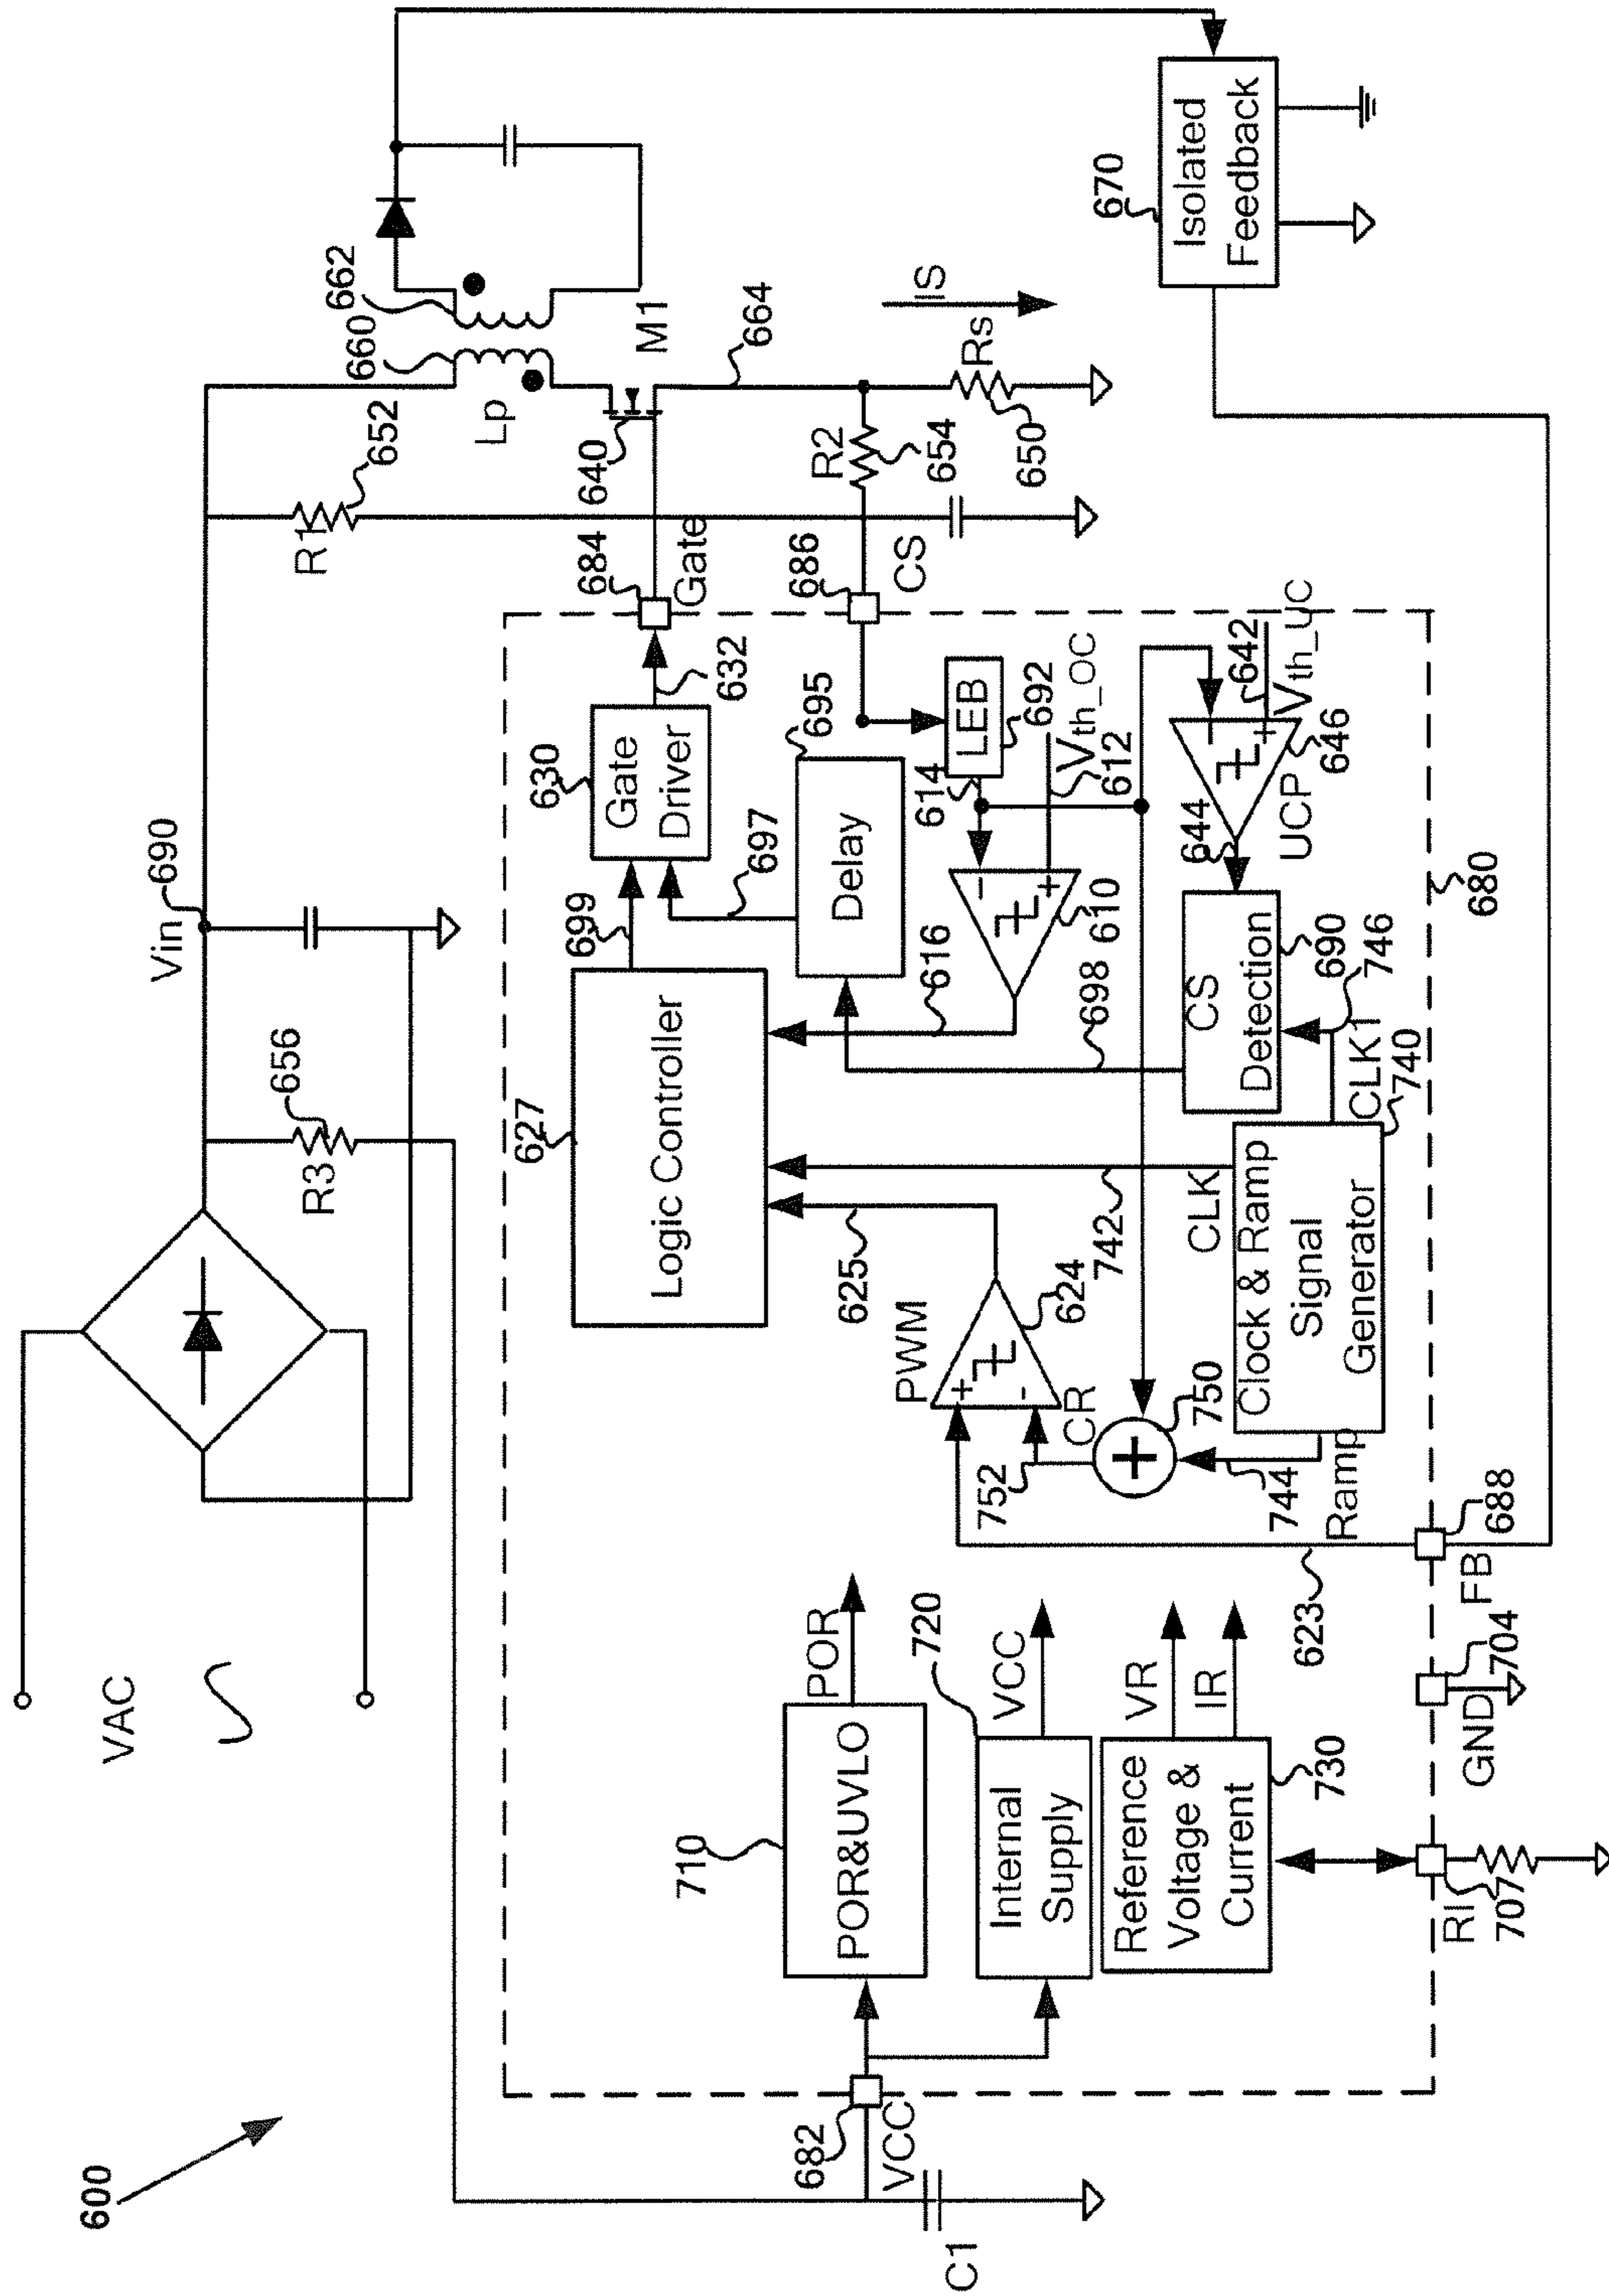 600
VAC
R3
656
Vin
690
R1
652
Lp
660
662
M1
640
664
IS
R2
654
Rs
650
670
Isolated
Feedback
684
Gate
686
CS
682
VCC
C1
710
POR&UVLO
POR
720
Internal
Supply
VCC
Reference
Voltage &
Current
730
VR
IR
RI
707
GND
704
FB
688
623
680
627
Logic Controller
699
630
Gate
Driver
632
697
695
Delay
LEB
692
614
Vth_OC
612
610
-
+
616
698
PWM
624
+
-
625
742
CLK
CR
752
750
+
744
Ramp
Clock & Ramp
Signal
Generator
740
CLK1
746
CS
Detection
690
644
UCP
646
-
+
642
Vth_UC